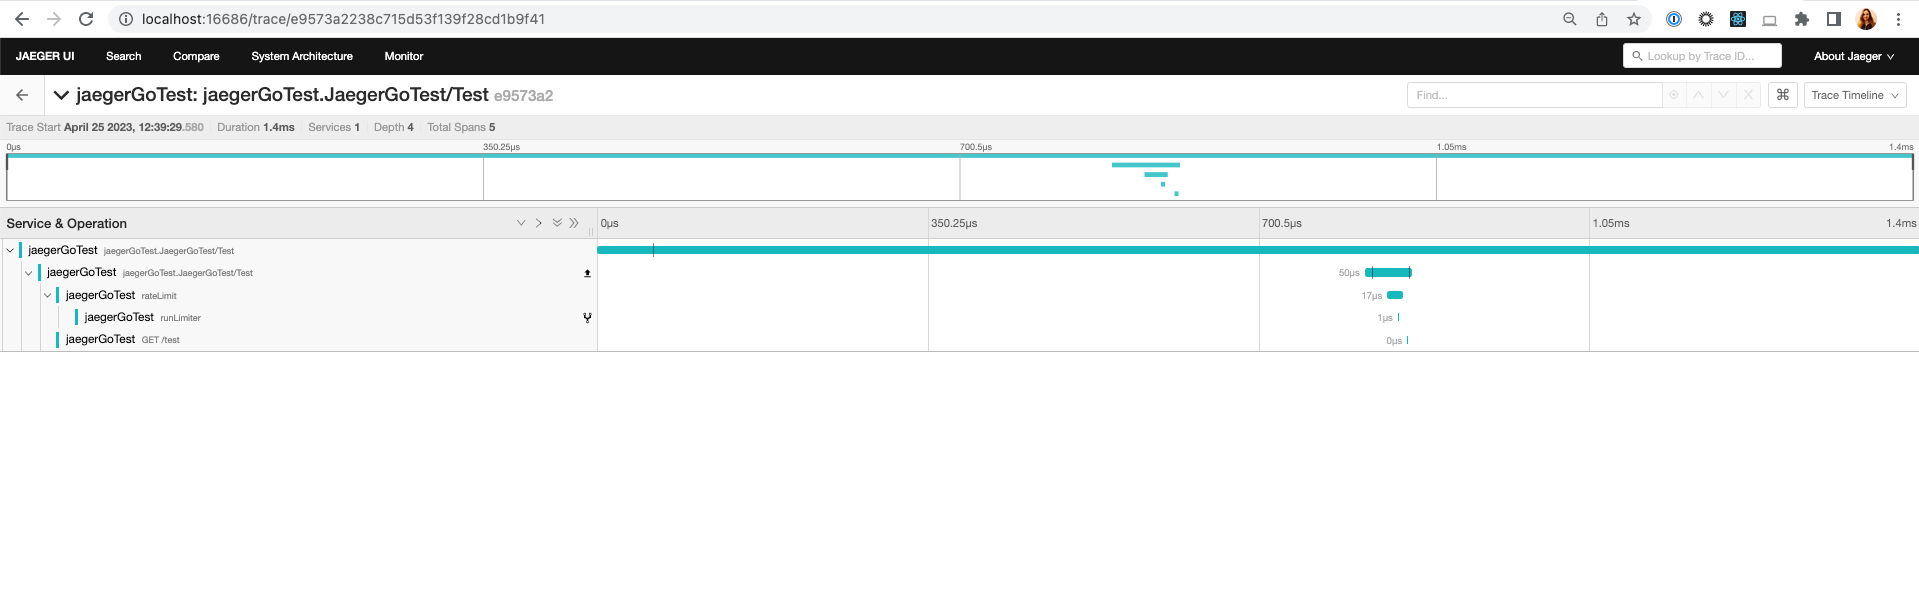 localhost:16686/trace/e9573a2238c715d53f139f28cd1b9f41
JAEGER UI Search Compare System Architecture Monitor Lookup by Trace ID... About Jaeger
jaegerGoTest: jaegerGoTest.JaegerGoTest/Test e9573a2 Find... ⌘ Trace Timeline
Trace Start April 25 2023, 12:39:29.580 Duration 1.4ms Services 1 Depth 4 Total Spans 5
0μs 350.25μs 700.5μs 1.05ms 1.4ms
Service & Operation 0μs 350.25μs 700.5μs 1.05ms 1.4ms
jaegerGoTest jaegerGoTest.JaegerGoTest/Test
jaegerGoTest jaegerGoTest.JaegerGoTest/Test 50μs
jaegerGoTest rateLimit 17μs
jaegerGoTest runLimiter 1μs
jaegerGoTest GET /test 0μs